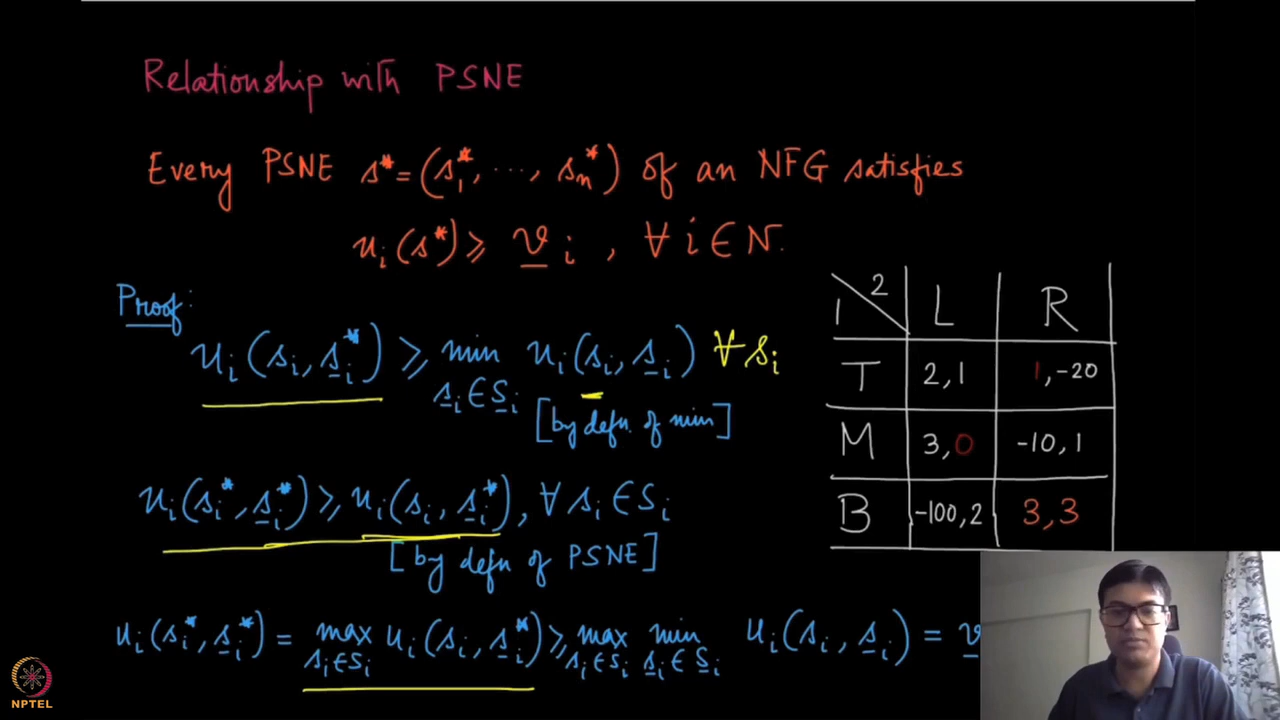 Relationship with PSNE
Every PSNE s* = (s₁*, ..., sₙ*) of an NFG satisfies
uᵢ(s*) ≥ v̲ᵢ , ∀ i ∈ N.
Proof:
uᵢ(sᵢ, s̲ᵢ*) ≥ min uᵢ(sᵢ, s̲ᵢ) ∀ sᵢ
s̲ᵢ ∈ S̲ᵢ
[by defn. of min]
uᵢ(sᵢ*, s̲ᵢ*) ≥ uᵢ(sᵢ, s̲ᵢ*), ∀ sᵢ ∈ Sᵢ
[by defn of PSNE]
uᵢ(sᵢ*, s̲ᵢ*) = max uᵢ(sᵢ, s̲ᵢ*) ≥ max min uᵢ(sᵢ, s̲ᵢ) = v̲
sᵢ ∈ Sᵢ sᵢ ∈ Sᵢ s̲ᵢ ∈ S̲ᵢ
1 2 L R
T 2,1 1,-20
M 3,0 -10,1
B -100,2 3,3
NPTEL